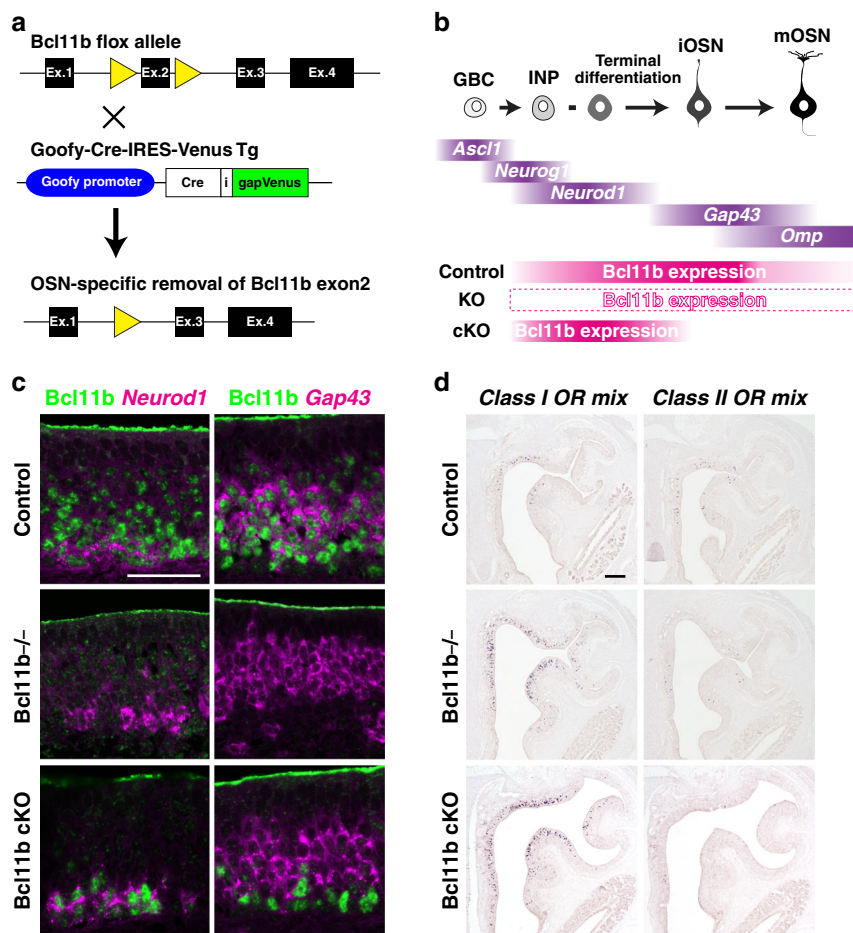 a
Bcl11b flox allele
Ex.1 Ex.2 Ex.3 Ex.4
Goofy-Cre-IRES-Venus Tg
Goofy promoter Cre i gapVenus
OSN-specific removal of Bcl11b exon2
Ex.1 Ex.3 Ex.4
b
GBC INP Terminal differentiation iOSN mOSN
Ascl1
Neurog1
Neurod1
Gap43
Omp
Control Bcl11b expression
KO Bcl11b expression
cKO Bcl11b expression
c
Bcl11b Neurod1 Bcl11b Gap43
Control
Bcl11b–/–
Bcl11b cKO
d
Class I OR mix Class II OR mix
Control
Bcl11b–/–
Bcl11b cKO